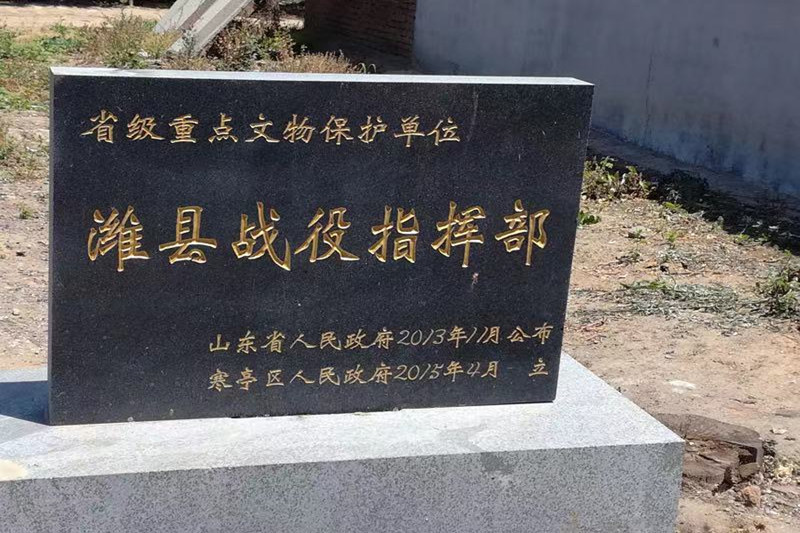 省级重点文物保护单位
潍县战役指挥部
山东省人民政府2013年11月公布
寒亭区人民政府2015年4月 立